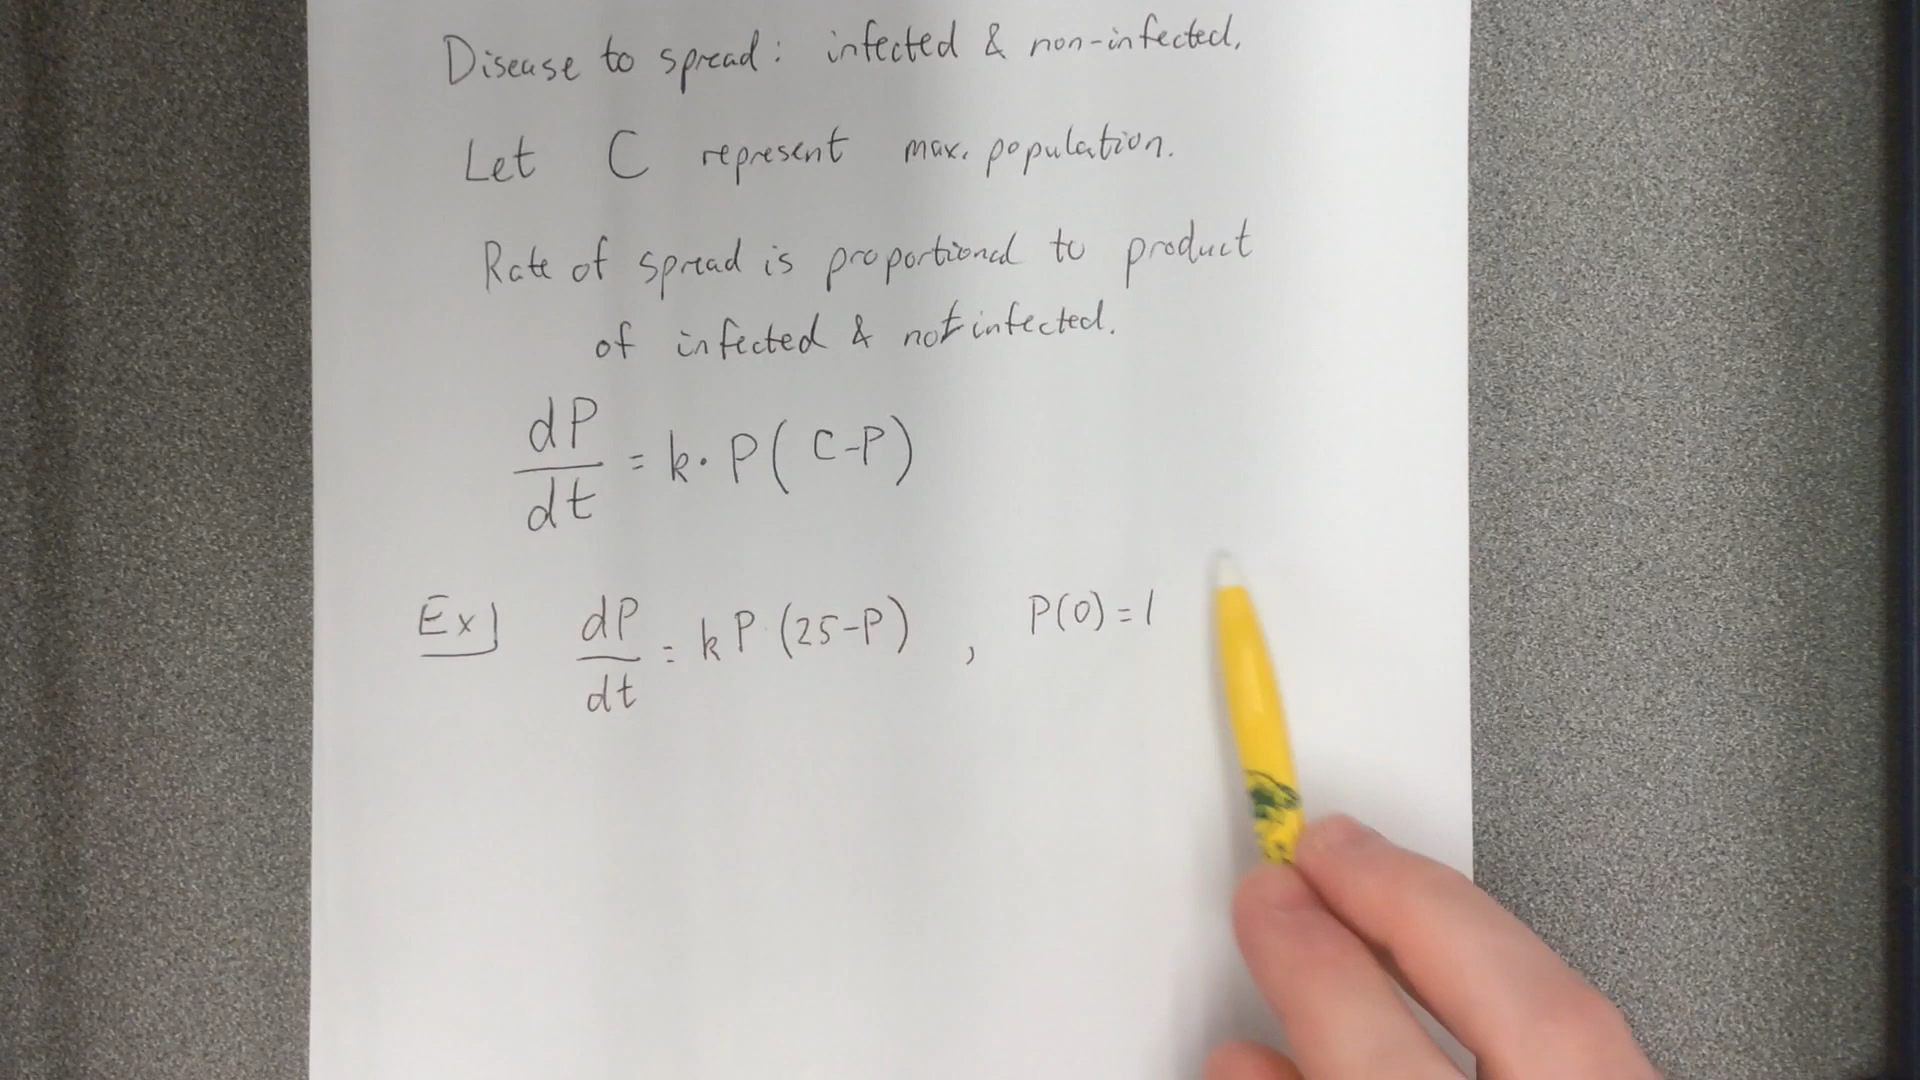 Disease to spread: infected & non-infected.
Let C represent max. population.
Rate of spread is proportional to product
of infected & not infected.
dP/dt = k·P(C-P)
Ex] dP/dt = kP(25-P), P(0)=1